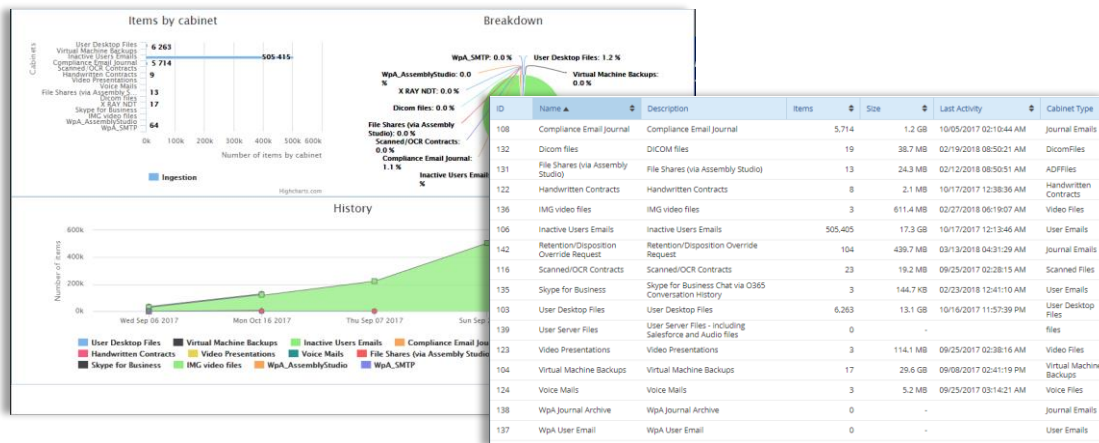 Items by cabinet
Cabinets
User Desktop Files
Virtual Machine Backups
Inactive Users Emails
Compliance Email Journal
Scanned/OCR Contracts
Handwritten Contracts
Video Presentations
Voice Mails
File Shares (via Assembly S...
Dicom files
X RAY NDT
Skype for Business
IMG video files
WpA_AssemblyStudio
WpA_SMTP
6 263
505 415
5 714
9
13
17
64
0k 100k 200k 300k 400k 500k 600k
Number of items by cabinet
Ingestion
Highcharts.com
Breakdown
WpA_SMTP: 0.0 %
User Desktop Files: 1.2 %
WpA_AssemblyStudio: 0.0
%
Virtual Machine Backups:
0.0 %
X RAY NDT: 0.0 %
Dicom files: 0.0 %
File Shares (via Assembly
Studio): 0.0 %
Scanned/OCR Contracts:
0.0 %
Compliance Email Journal:
1.1 %
Inactive Users Emails
%
History
Number of items
600k
400k
200k
0k
Wed Sep 06 2017 Mon Oct 16 2017 Thu Sep 07 2017 Sun Sep
User Desktop Files Virtual Machine Backups Inactive Users Emails Compliance Email Jou
Handwritten Contracts Video Presentations Voice Mails File Shares (via Assembly Studio
Skype for Business IMG video files WpA_AssemblyStudio WpA_SMTP
ID Name Description Items Size Last Activity Cabinet Type
108 Compliance Email Journal Compliance Email Journal 5,714 1.2 GB 10/05/2017 02:10:44 AM Journal Emails
132 Dicom files DICOM files 19 38.7 MB 02/19/2018 08:50:21 AM DicomFiles
131 File Shares (via Assembly Studio) File Shares (via Assembly Studio) 13 24.3 MB 02/12/2018 08:50:51 AM ADFFiles
122 Handwritten Contracts Handwritten Contracts 8 2.1 MB 10/17/2017 12:38:36 AM Handwritten Contracts
136 IMG video files IMG video files 3 611.4 MB 02/27/2018 06:19:07 AM Video Files
106 Inactive Users Emails Inactive Users Emails 505,405 17.3 GB 10/17/2017 12:13:46 AM User Emails
142 Retention/Disposition Override Request Retention/Disposition Override Request 104 439.7 MB 03/13/2018 04:31:29 AM Journal Emails
116 Scanned/OCR Contracts Scanned/OCR Contracts 23 19.2 MB 09/25/2017 02:28:15 AM Scanned Files
135 Skype for Business Skype for Business Chat via O365 Conversation History 3 144.7 KB 02/23/2018 12:41:10 AM User Emails
103 User Desktop Files User Desktop Files 6,263 13.1 GB 10/16/2017 11:57:39 PM User Desktop Files
139 User Server Files User Server Files - including Salesforce and Audio files 0 - files
123 Video Presentations Video Presentations 3 114.1 MB 09/25/2017 02:38:16 AM Video Files
104 Virtual Machine Backups Virtual Machine Backups 17 29.6 GB 09/08/2017 02:41:19 PM Virtual Machine Backups
124 Voice Mails Voice Mails 3 5.2 MB 09/25/2017 03:14:21 AM Voice Files
138 WpA Journal Archive WpA Journal Archive 0 - Journal Emails
137 WpA User Email WpA User Email 0 - User Emails